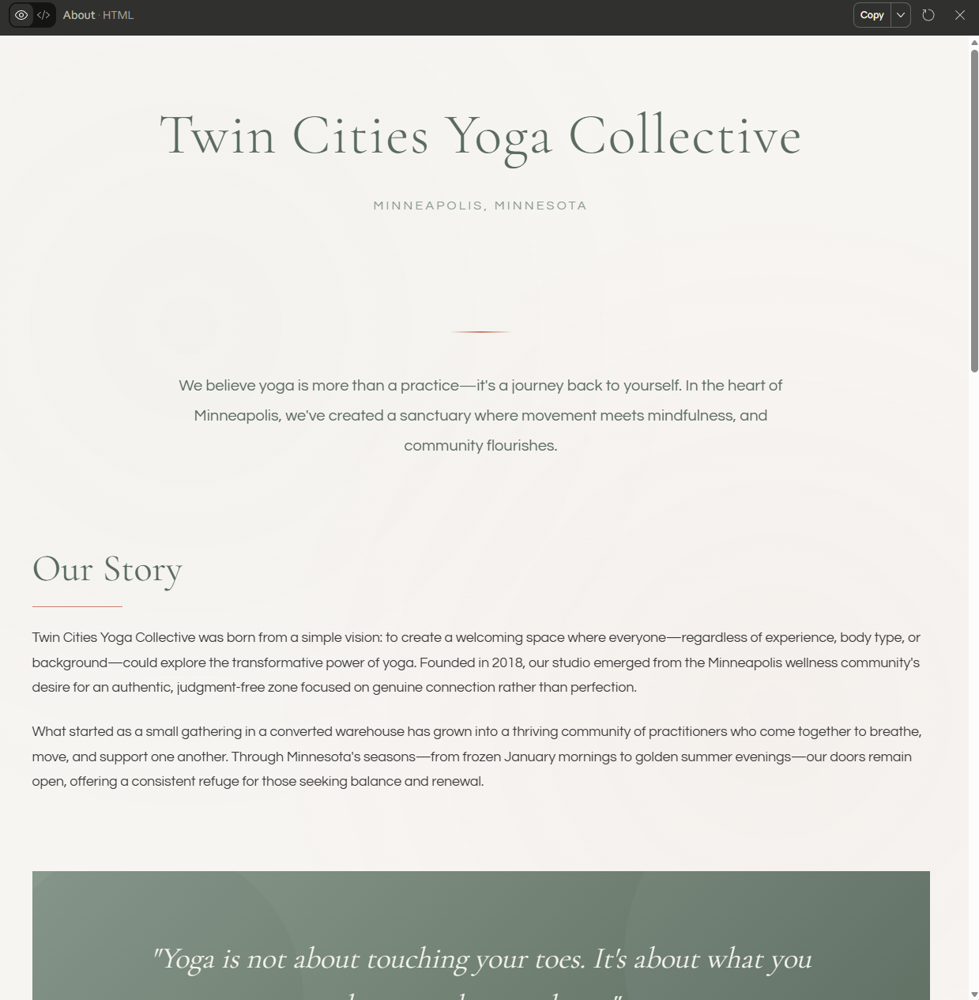 About · HTML
Copy
Twin Cities Yoga Collective
MINNEAPOLIS, MINNESOTA
We believe yoga is more than a practice—it's a journey back to yourself. In the heart of
Minneapolis, we've created a sanctuary where movement meets mindfulness, and
community flourishes.
Our Story
Twin Cities Yoga Collective was born from a simple vision: to create a welcoming space where everyone—regardless of experience, body type, or
background—could explore the transformative power of yoga. Founded in 2018, our studio emerged from the Minneapolis wellness community's
desire for an authentic, judgment-free zone focused on genuine connection rather than perfection.
What started as a small gathering in a converted warehouse has grown into a thriving community of practitioners who come together to breathe,
move, and support one another. Through Minnesota's seasons—from frozen January mornings to golden summer evenings—our doors remain
open, offering a consistent refuge for those seeking balance and renewal.
"Yoga is not about touching your toes. It's about what you